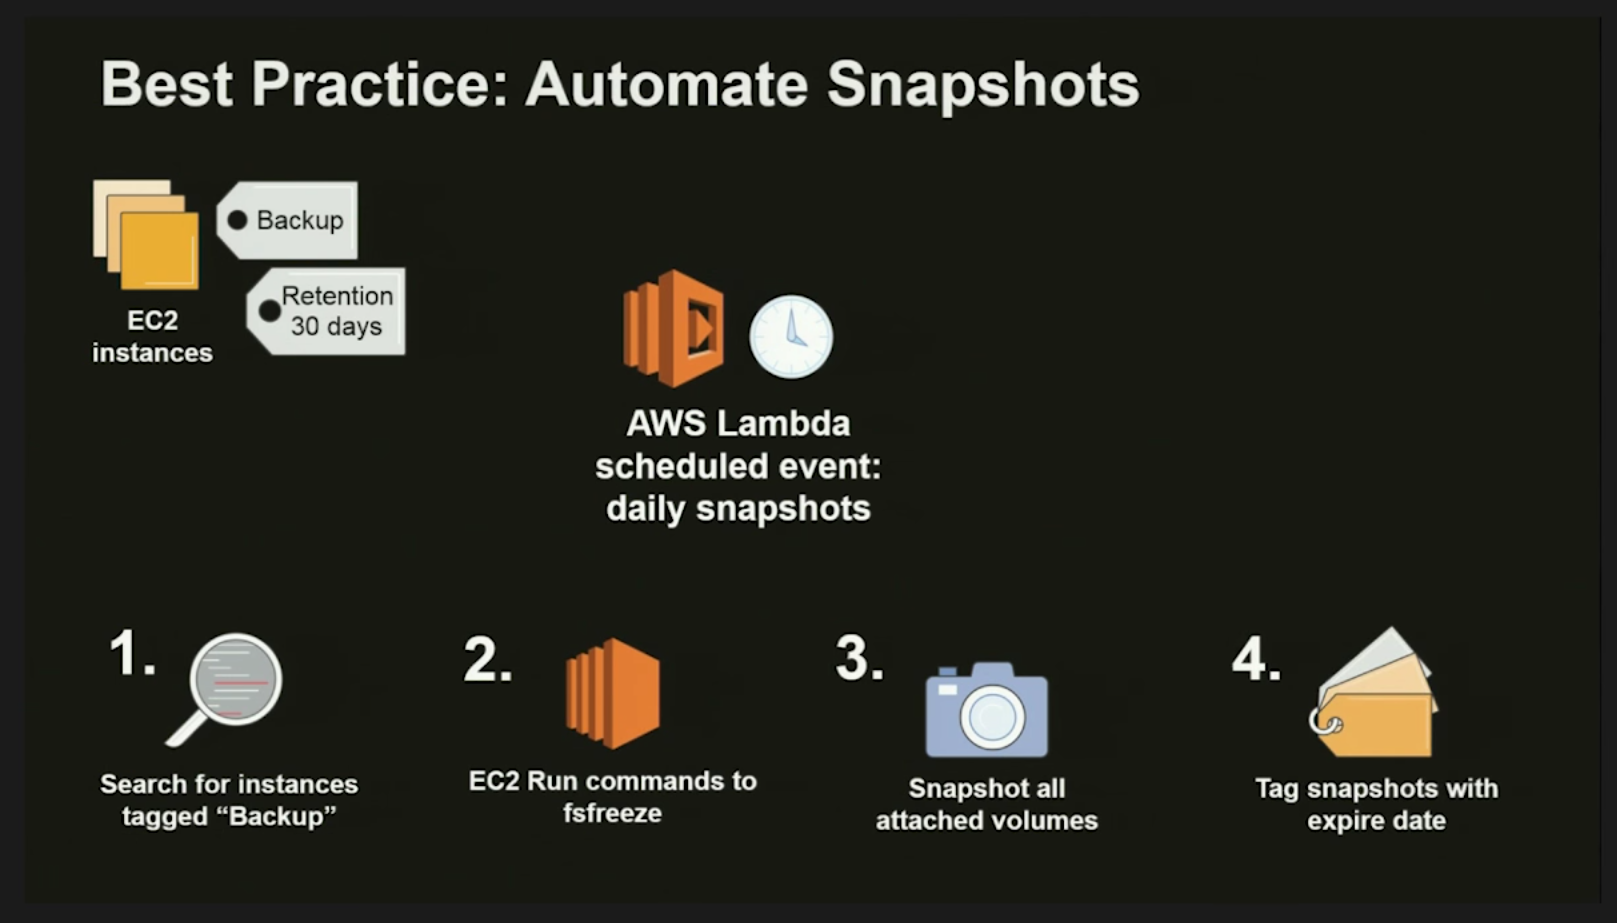 Best Practice: Automate Snapshots
Backup
Retention
30 days
EC2
instances
AWS Lambda
scheduled event:
daily snapshots
1.
Search for instances
tagged “Backup”
2.
EC2 Run commands to
fsfreeze
3.
Snapshot all
attached volumes
4.
Tag snapshots with
expire date